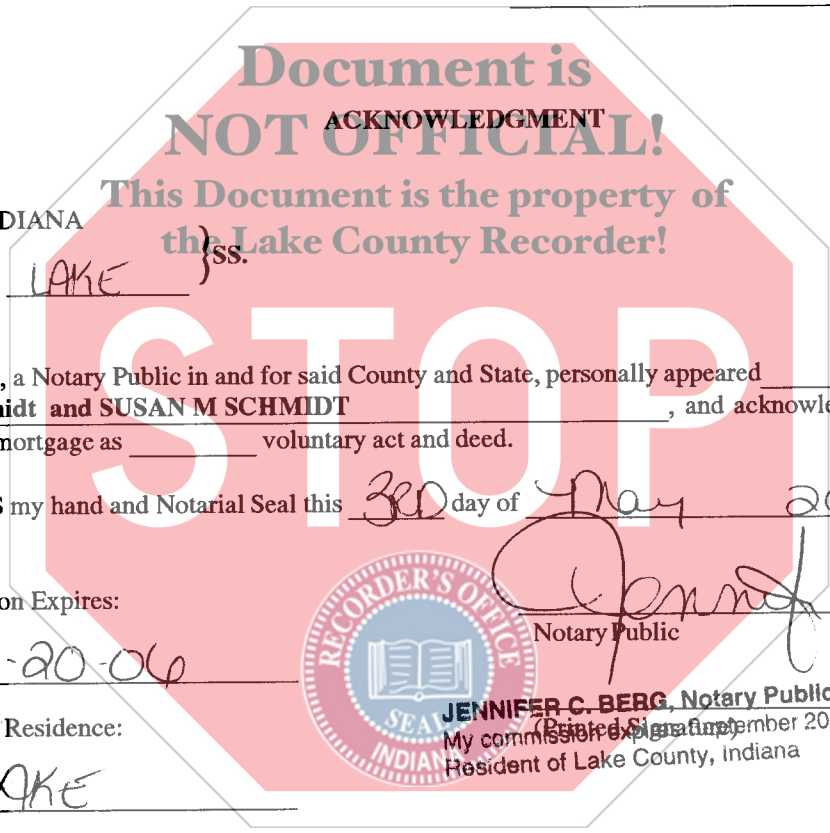 Document is
NOT OFFICIAL!
ACKNOWLEDGMENT
This Document is the property of
the Lake County Recorder!
DIANA
}SS.
LAKE
STOP
, a Notary Public in and for said County and State, personally appeared
idt and SUSAN M SCHMIDT , and acknowle
mortgage as voluntary act and deed.
S my hand and Notarial Seal this 3RD day of May 20
on Expires:
Notary Public
-20-06
RECORDER'S OFFICE
SEAL
INDIANA
JENNIFER C. BERG, Notary Public
(Printed Signature)
My commission expires September 20
Resident of Lake County, Indiana
Residence:
AKE